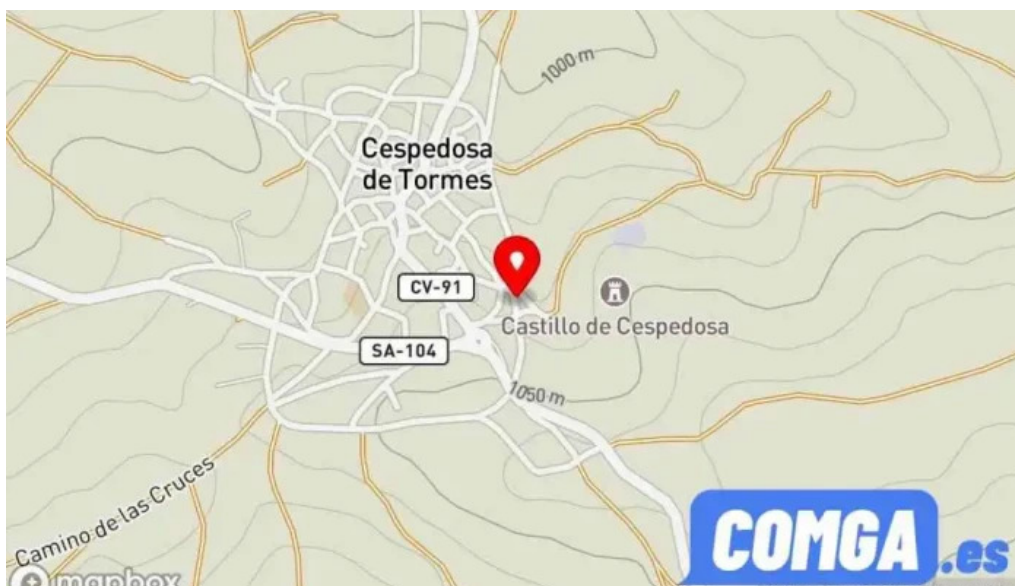 1000 m
Cespedosa
de Tormes
CV-91
Castillo de Cespedosa
SA-104
1050 m
Camino de las Cruces
COMGA.es
mapbox